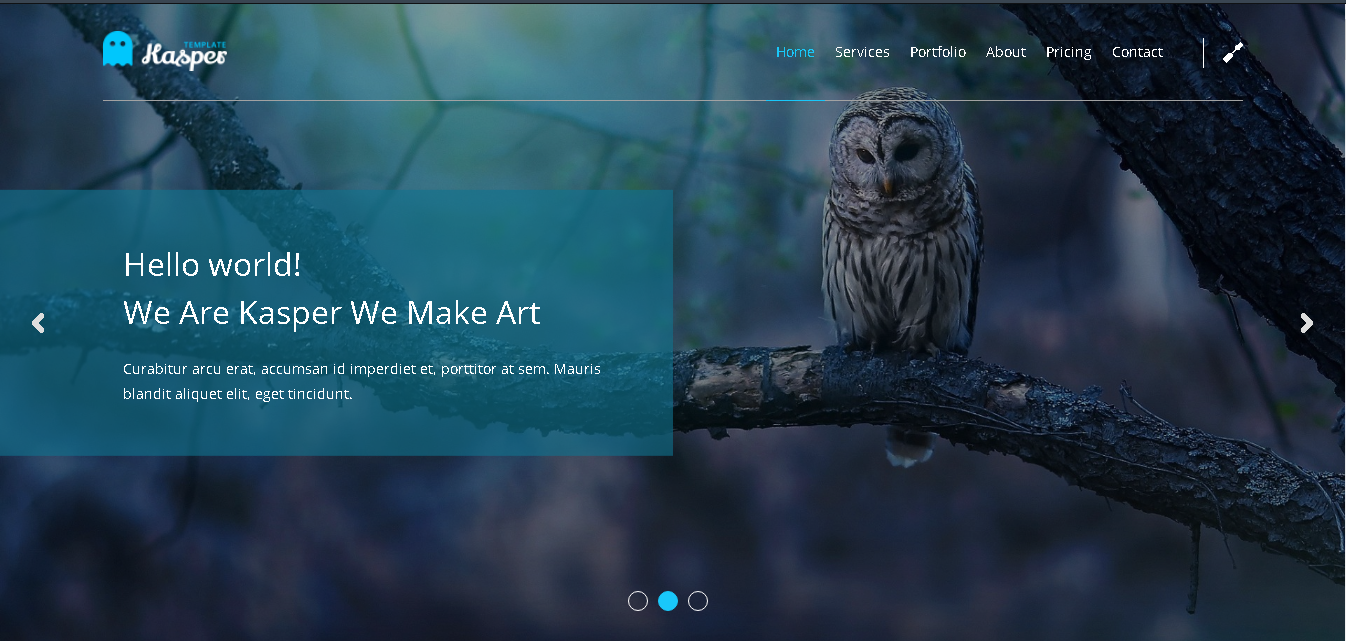 TEMPLATE
Kasper
Home Services Portfolio About Pricing Contact
Hello world!
We Are Kasper We Make Art
Curabitur arcu erat, accumsan id imperdiet et, porttitor at sem. Mauris
blandit aliquet elit, eget tincidunt.